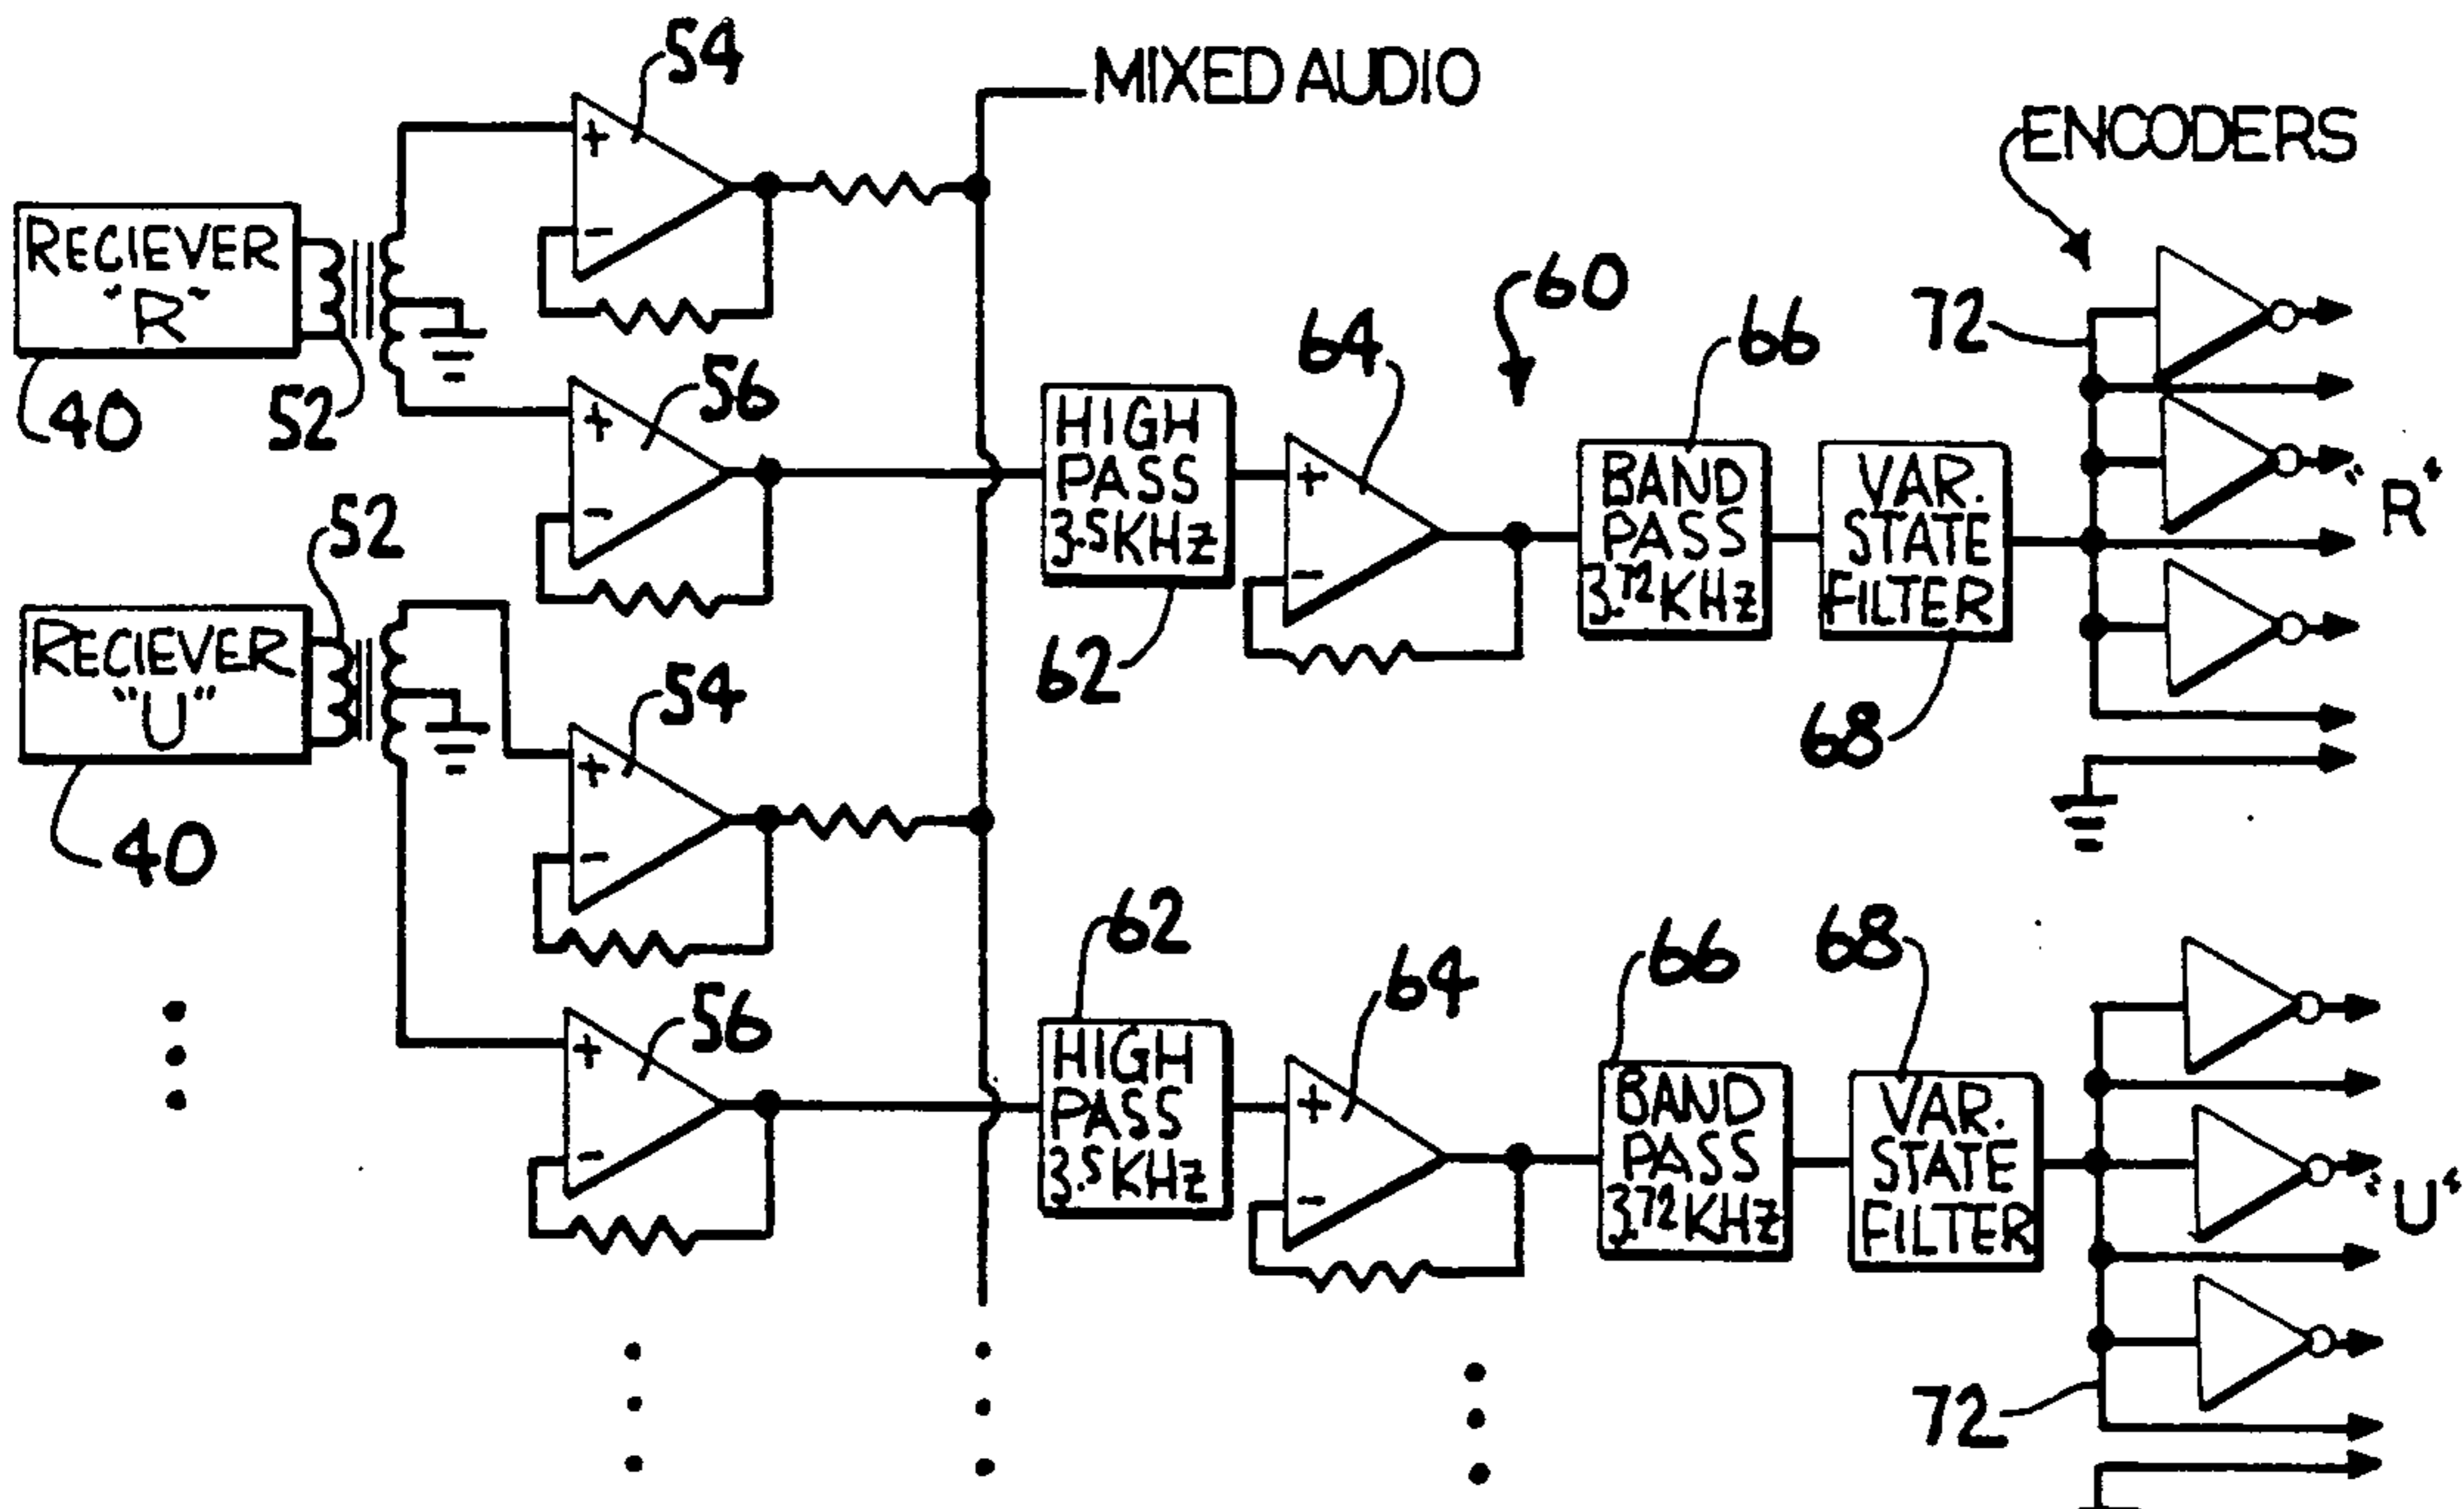 54
MIXED AUDIO
ENCODERS
RECIEVER
"R"
40
52
56
60
64
66
72
HIGH
PASS
3.5KHz
62
BAND
PASS
3.72KHz
VAR.
STATE
FILTER
68
"R"
52
RECIEVER
"U"
40
54
56
62
HIGH
PASS
3.5KHz
64
66
BAND
PASS
372KHz
68
VAR.
STATE
FILTER
"U"
72
+
-
+
-
+
-
+
-
+
-
+
-